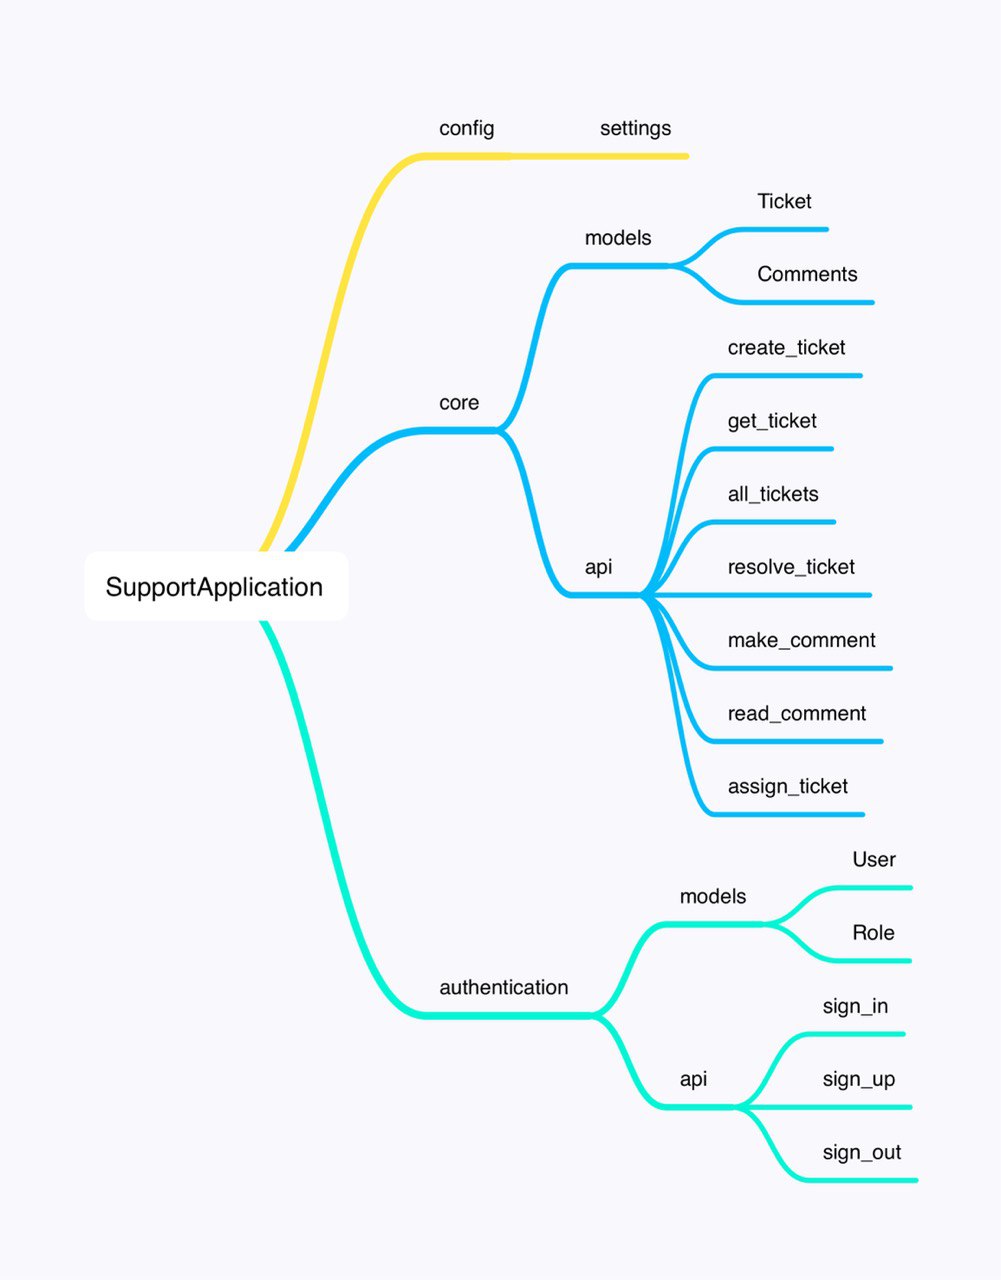 config
settings
Ticket
models
Comments
create_ticket
core
get_ticket
all_tickets
api
resolve_ticket
SupportApplication
make_comment
read_comment
assign_ticket
User
models
Role
authentication
sign_in
api
sign_up
sign_out